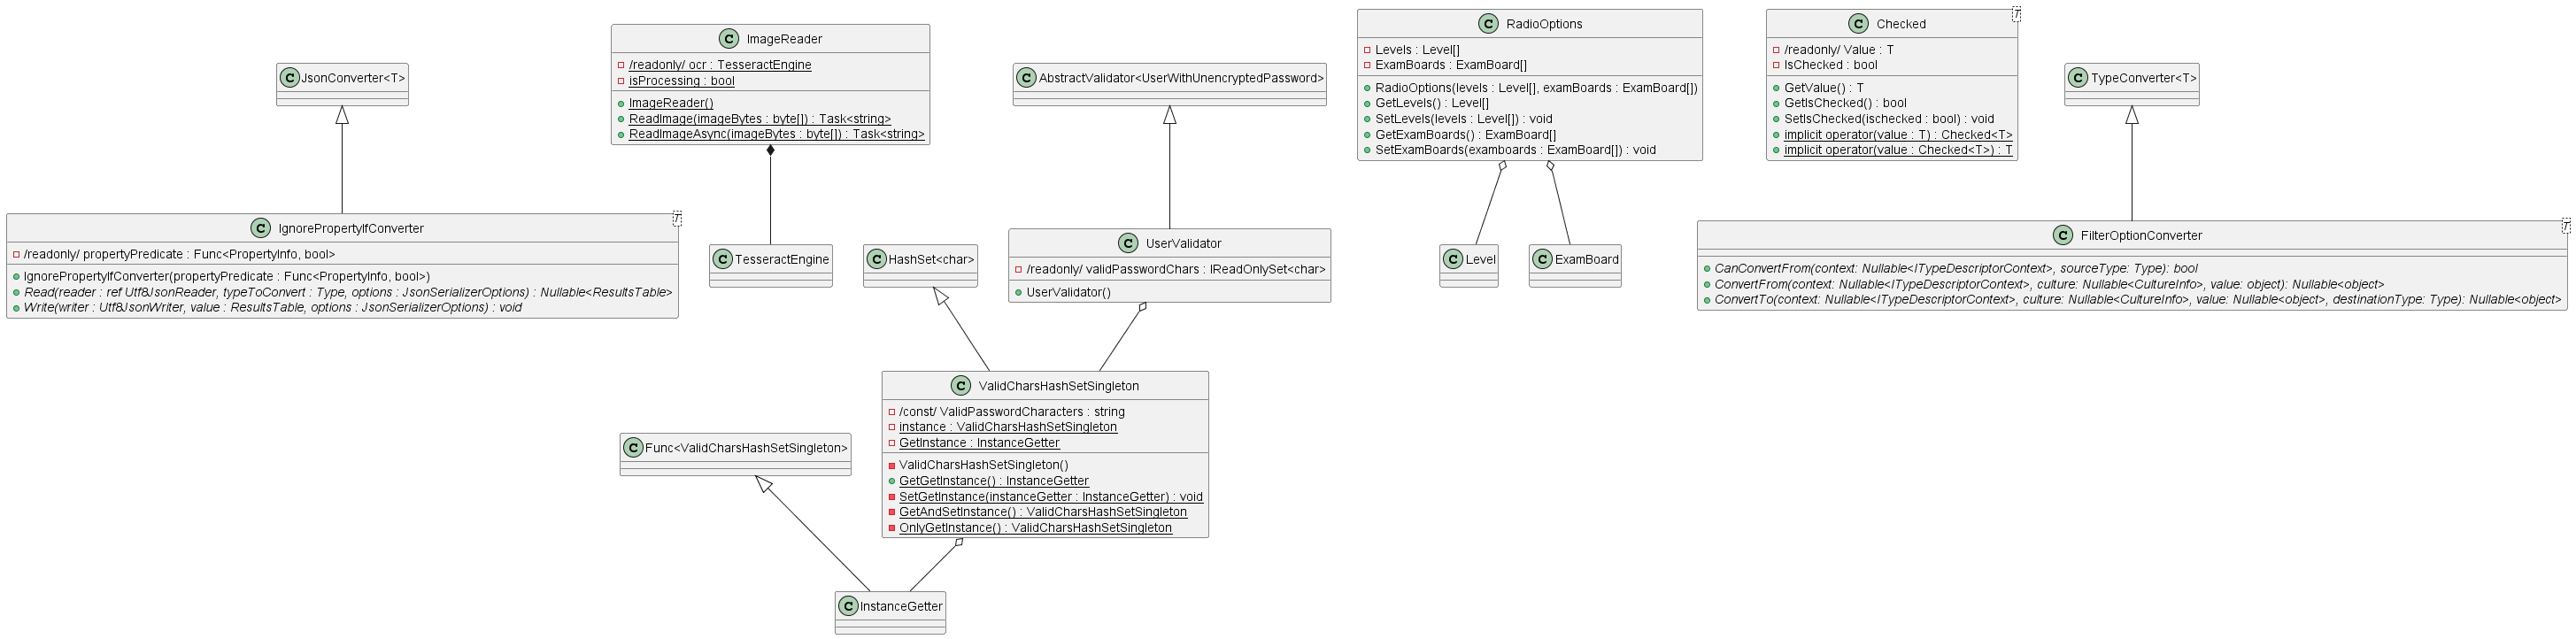 C JsonConverter<T>
C ImageReader
/readonly/ ocr : TesseractEngine
isProcessing : bool
ImageReader()
ReadImage(imageBytes : byte[]) : Task<string>
ReadImageAsync(imageBytes : byte[]) : Task<string>
C AbstractValidator<UserWithUnencryptedPassword>
C RadioOptions
Levels : Level[]
ExamBoards : ExamBoard[]
RadioOptions(levels : Level[], examBoards : ExamBoard[])
GetLevels() : Level[]
SetLevels(levels : Level[]) : void
GetExamBoards() : ExamBoard[]
SetExamBoards(examboards : ExamBoard[]) : void
C Checked
T
/readonly/ Value : T
IsChecked : bool
GetValue() : T
GetIsChecked() : bool
SetIsChecked(ischecked : bool) : void
implicit operator(value : T) : Checked<T>
implicit operator(value : Checked<T>) : T
C TypeConverter<T>
C IgnorePropertyIfConverter
T
/readonly/ propertyPredicate : Func<PropertyInfo, bool>
IgnorePropertyIfConverter(propertyPredicate : Func<PropertyInfo, bool>)
Read(reader : ref Utf8JsonReader, typeToConvert : Type, options : JsonSerializerOptions) : Nullable<ResultsTable>
Write(writer : Utf8JsonWriter, value : ResultsTable, options : JsonSerializerOptions) : void
C TesseractEngine
C HashSet<char>
C UserValidator
/readonly/ validPasswordChars : IReadOnlySet<char>
UserValidator()
C Level
C ExamBoard
C FilterOptionConverter
T
CanConvertFrom(context: Nullable<ITypeDescriptorContext>, sourceType: Type): bool
ConvertFrom(context: Nullable<ITypeDescriptorContext>, culture: Nullable<CultureInfo>, value: object): Nullable<object>
ConvertTo(context: Nullable<ITypeDescriptorContext>, culture: Nullable<CultureInfo>, value: Nullable<object>, destinationType: Type): Nullable<object>
C Func<ValidCharsHashSetSingleton>
C ValidCharsHashSetSingleton
/const/ ValidPasswordCharacters : string
instance : ValidCharsHashSetSingleton
GetInstance : InstanceGetter
ValidCharsHashSetSingleton()
GetGetInstance() : InstanceGetter
SetGetInstance(instanceGetter : InstanceGetter) : void
GetAndSetInstance() : ValidCharsHashSetSingleton
OnlyGetInstance() : ValidCharsHashSetSingleton
C InstanceGetter